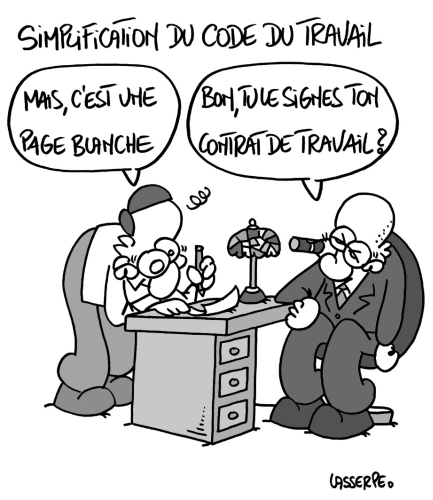 SIMPLIFICATION DU CODE DU TRAVAIL
MAIS, C'EST UNE
PAGE BLANCHE
BON, TU LE SIGNES TON
CONTRAT DE TRAVAIL?
LASSERPE.